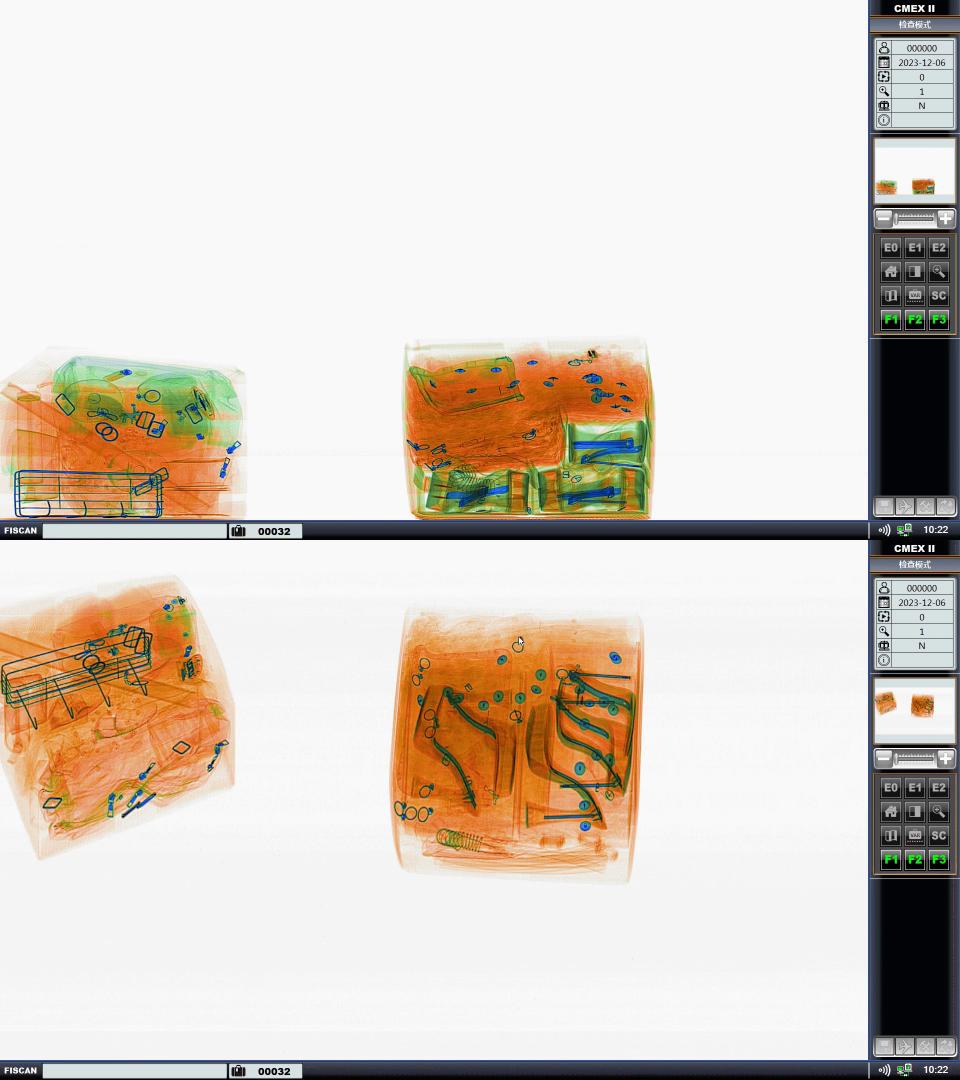 CMEX II
检查模式
000000
2023-12-06
0
1
N
E0 E1 E2
VAR SC
F1 F2 F3
FISCAN 00032 10:22
CMEX II
检查模式
000000
2023-12-06
0
1
N
E0 E1 E2
VAR SC
F1 F2 F3
FISCAN 00032 10:22